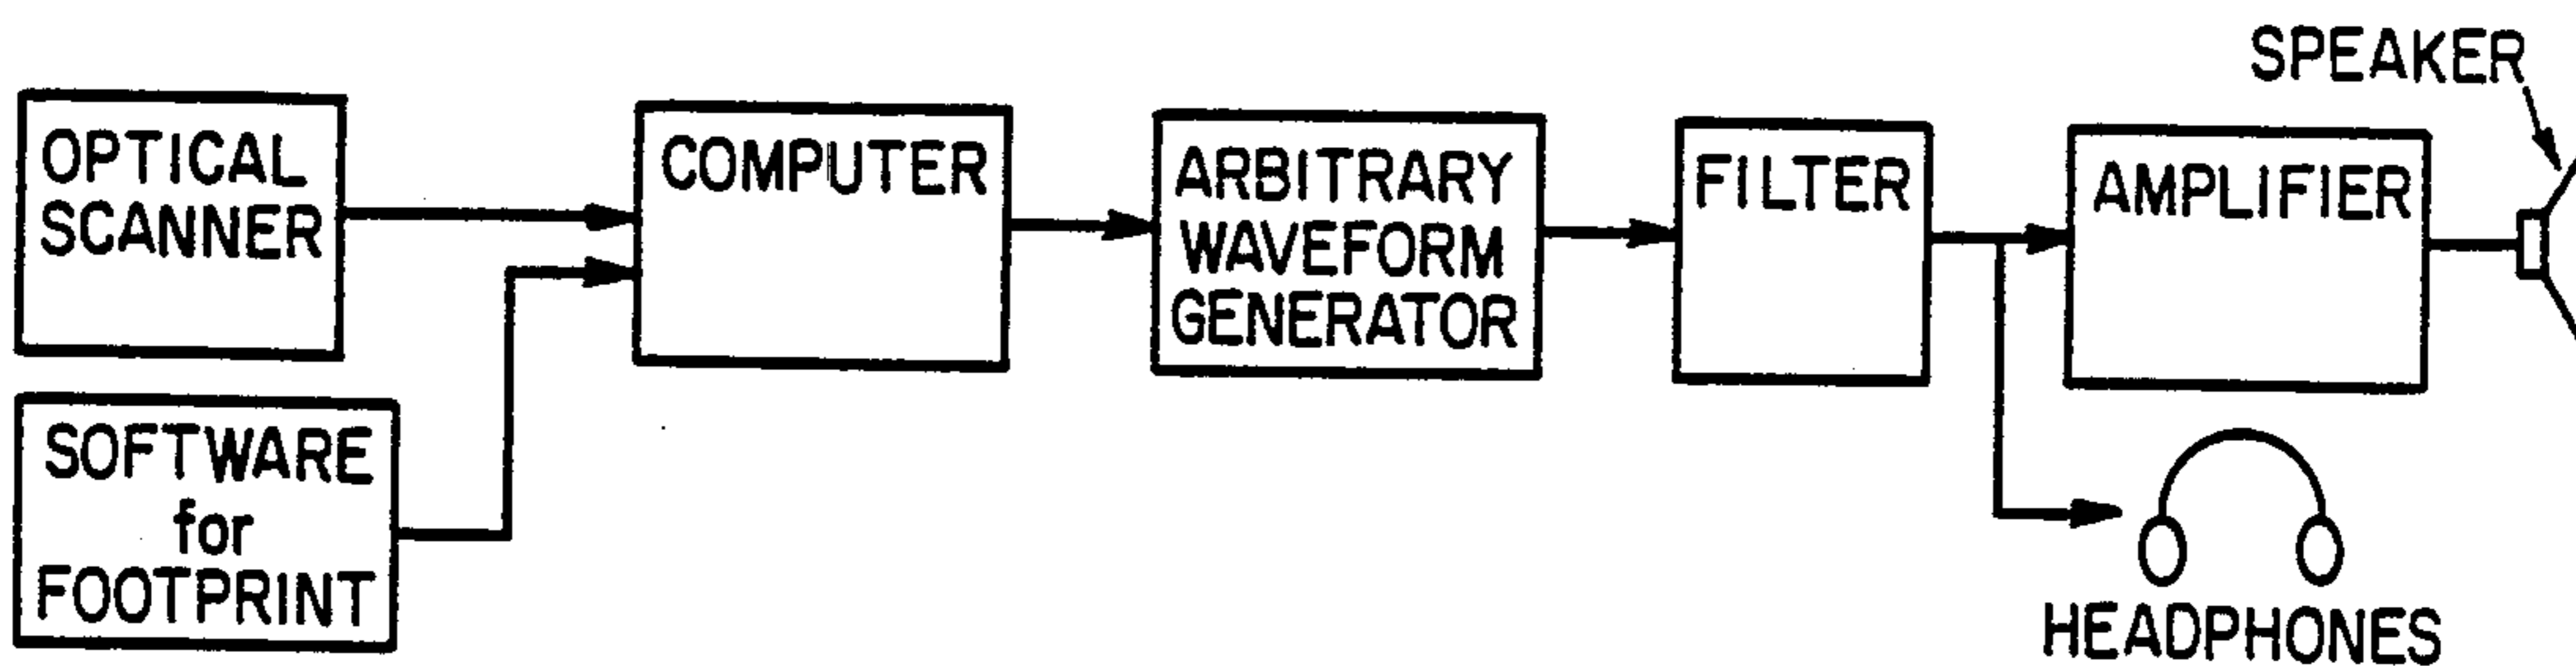 OPTICAL
SCANNER
SOFTWARE
for
FOOTPRINT
COMPUTER
ARBITRARY
WAVEFORM
GENERATOR
FILTER
AMPLIFIER
SPEAKER
HEADPHONES